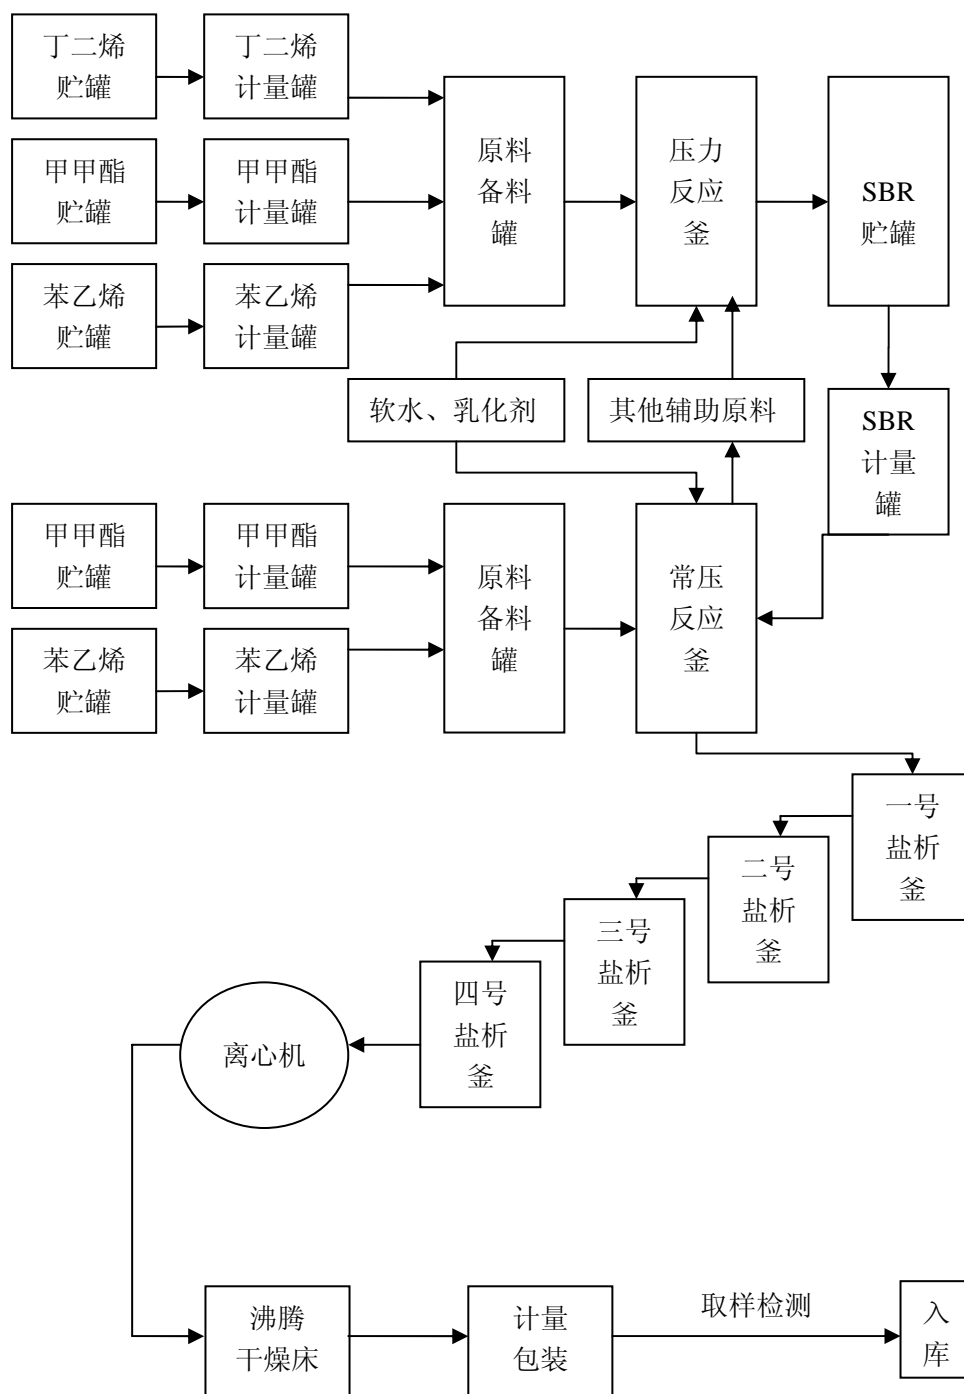 丁二烯
贮罐
丁二烯
计量罐
甲甲酯
贮罐
甲甲酯
计量罐
苯乙烯
贮罐
苯乙烯
计量罐
原料
备料
罐
压力
反应
釜
SBR
贮罐
软水、乳化剂
其他辅助原料
SBR
计量
罐
甲甲酯
贮罐
甲甲酯
计量罐
苯乙烯
贮罐
苯乙烯
计量罐
原料
备料
罐
常压
反应
釜
一号
盐析
釜
二号
盐析
釜
三号
盐析
釜
四号
盐析
釜
离心机
沸腾
干燥床
计量
包装
取样检测
入
库